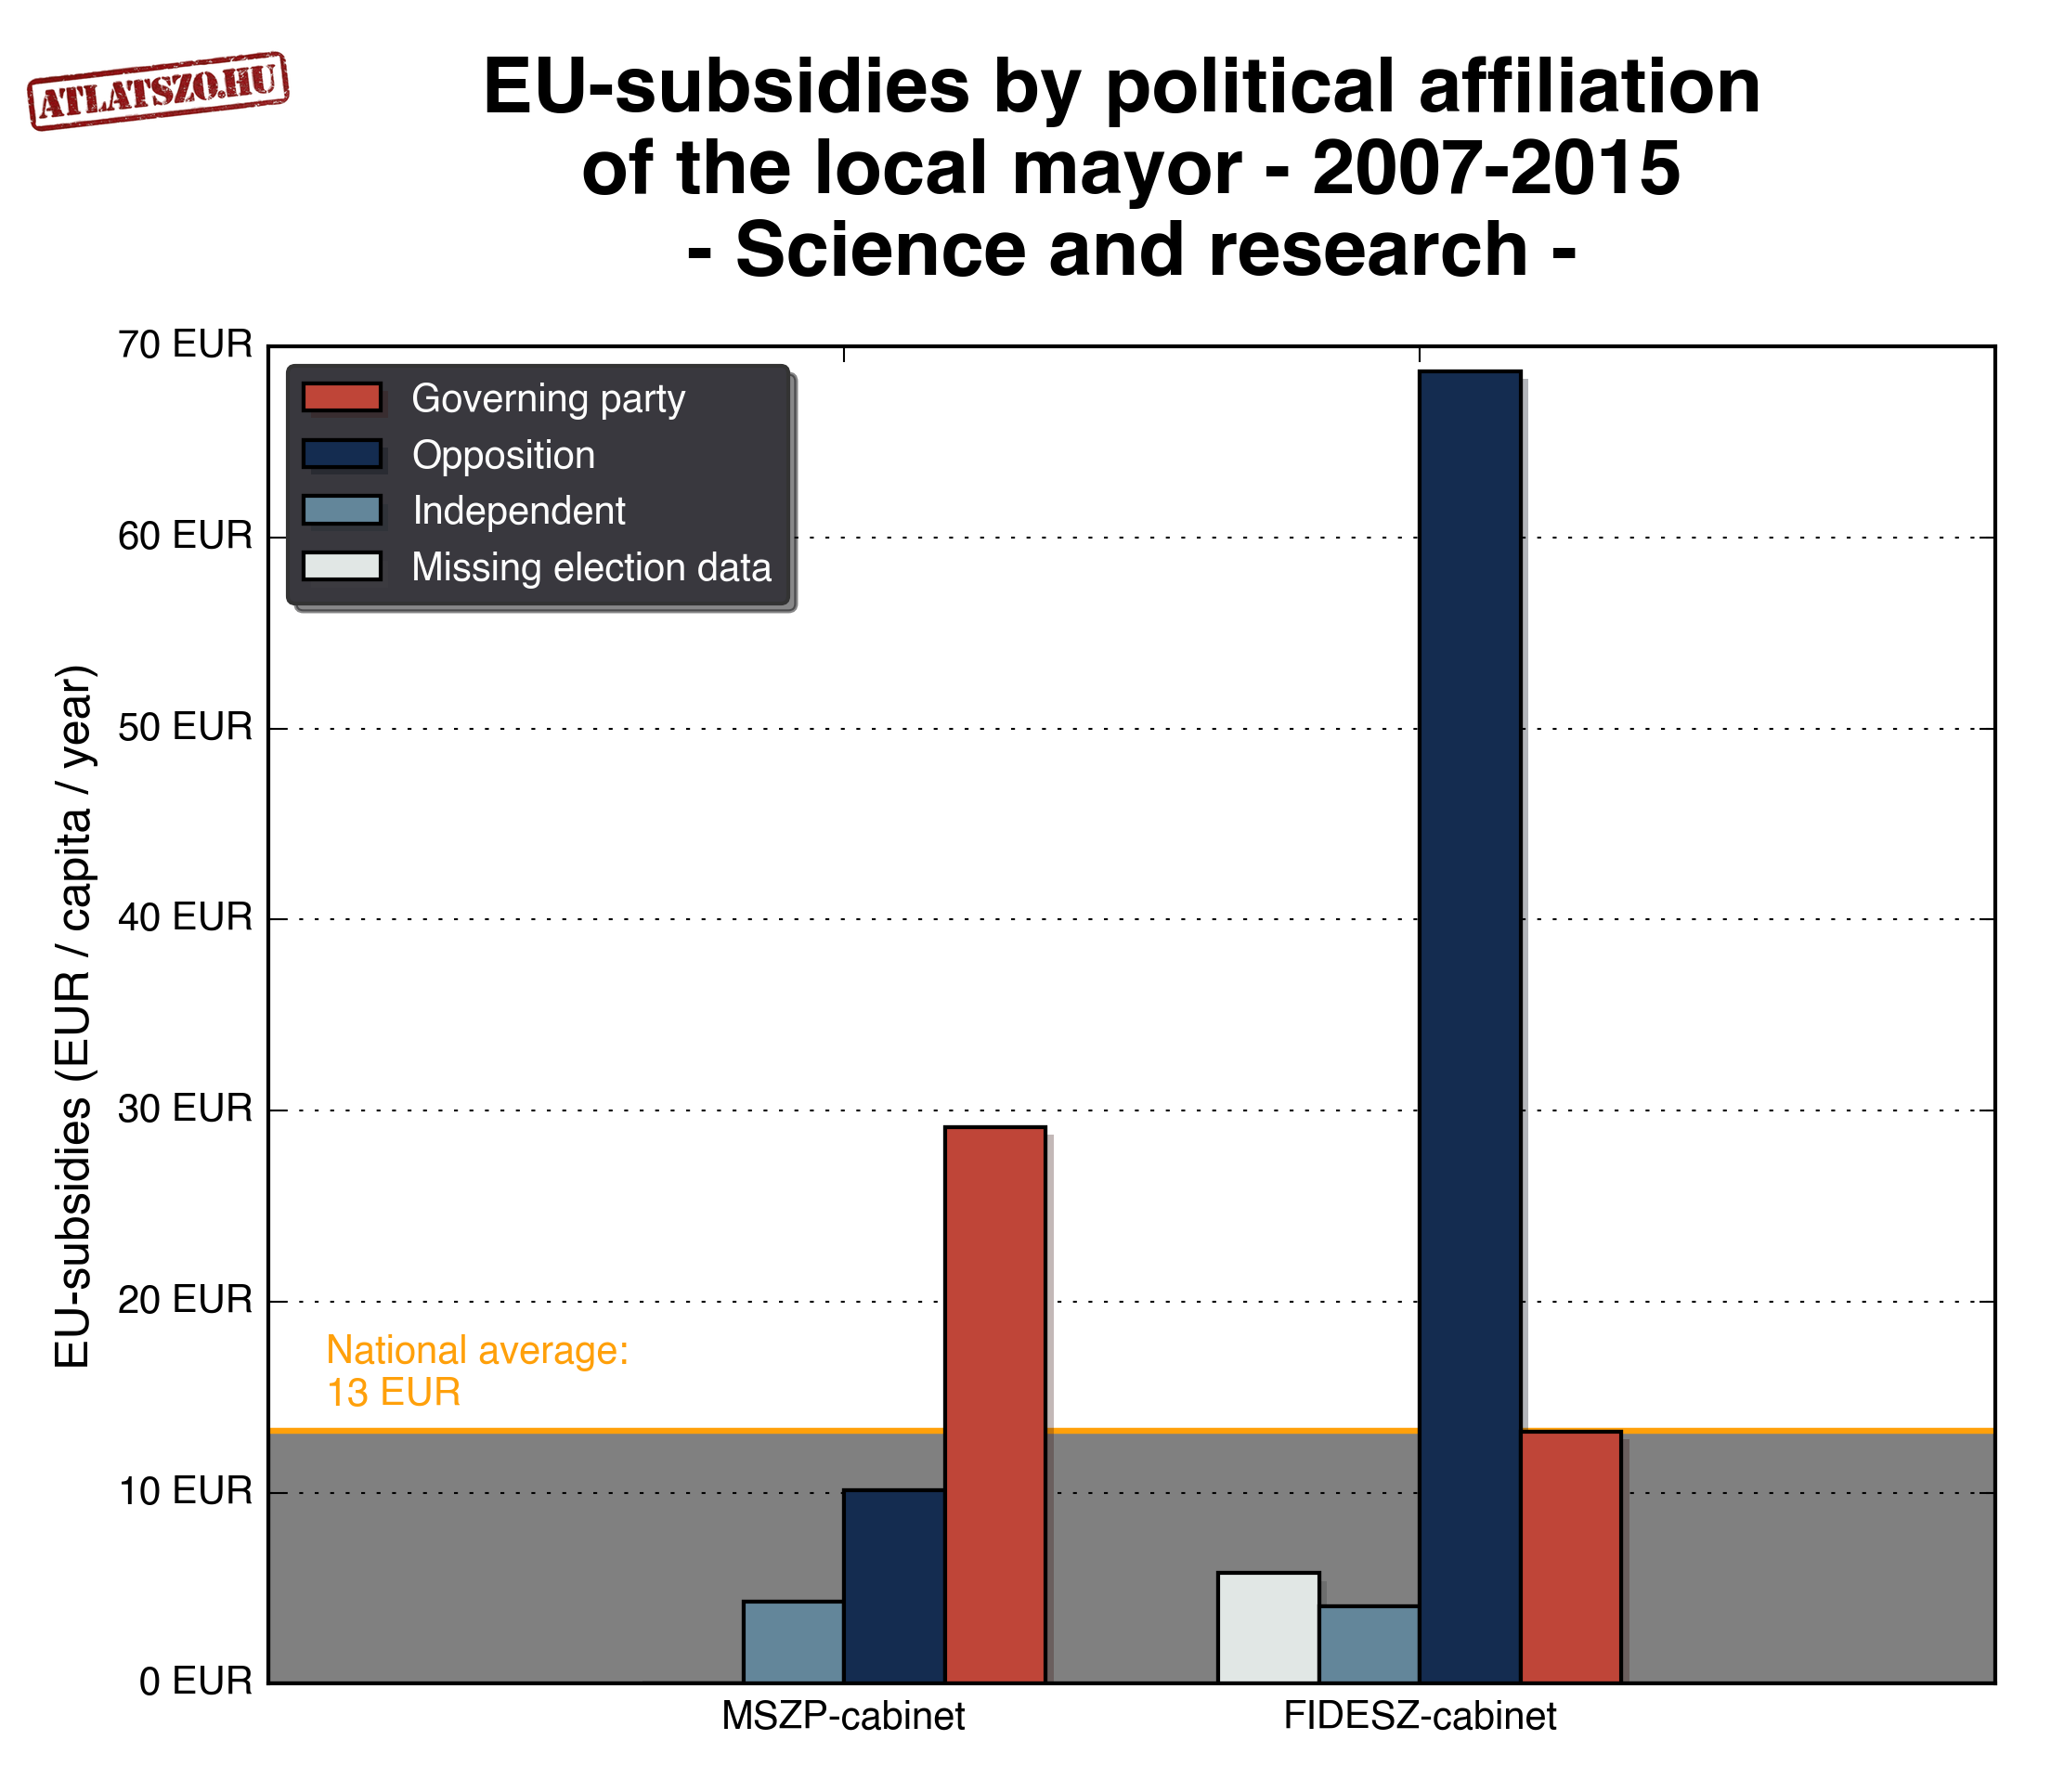 ATLATSZO.HU
EU-subsidies by political affiliation
of the local mayor - 2007-2015
- Science and research -
70 EUR
60 EUR
50 EUR
40 EUR
30 EUR
20 EUR
10 EUR
0 EUR
EU-subsidies (EUR / capita / year)
Governing party
Opposition
Independent
Missing election data
National average:
13 EUR
MSZP-cabinet
FIDESZ-cabinet